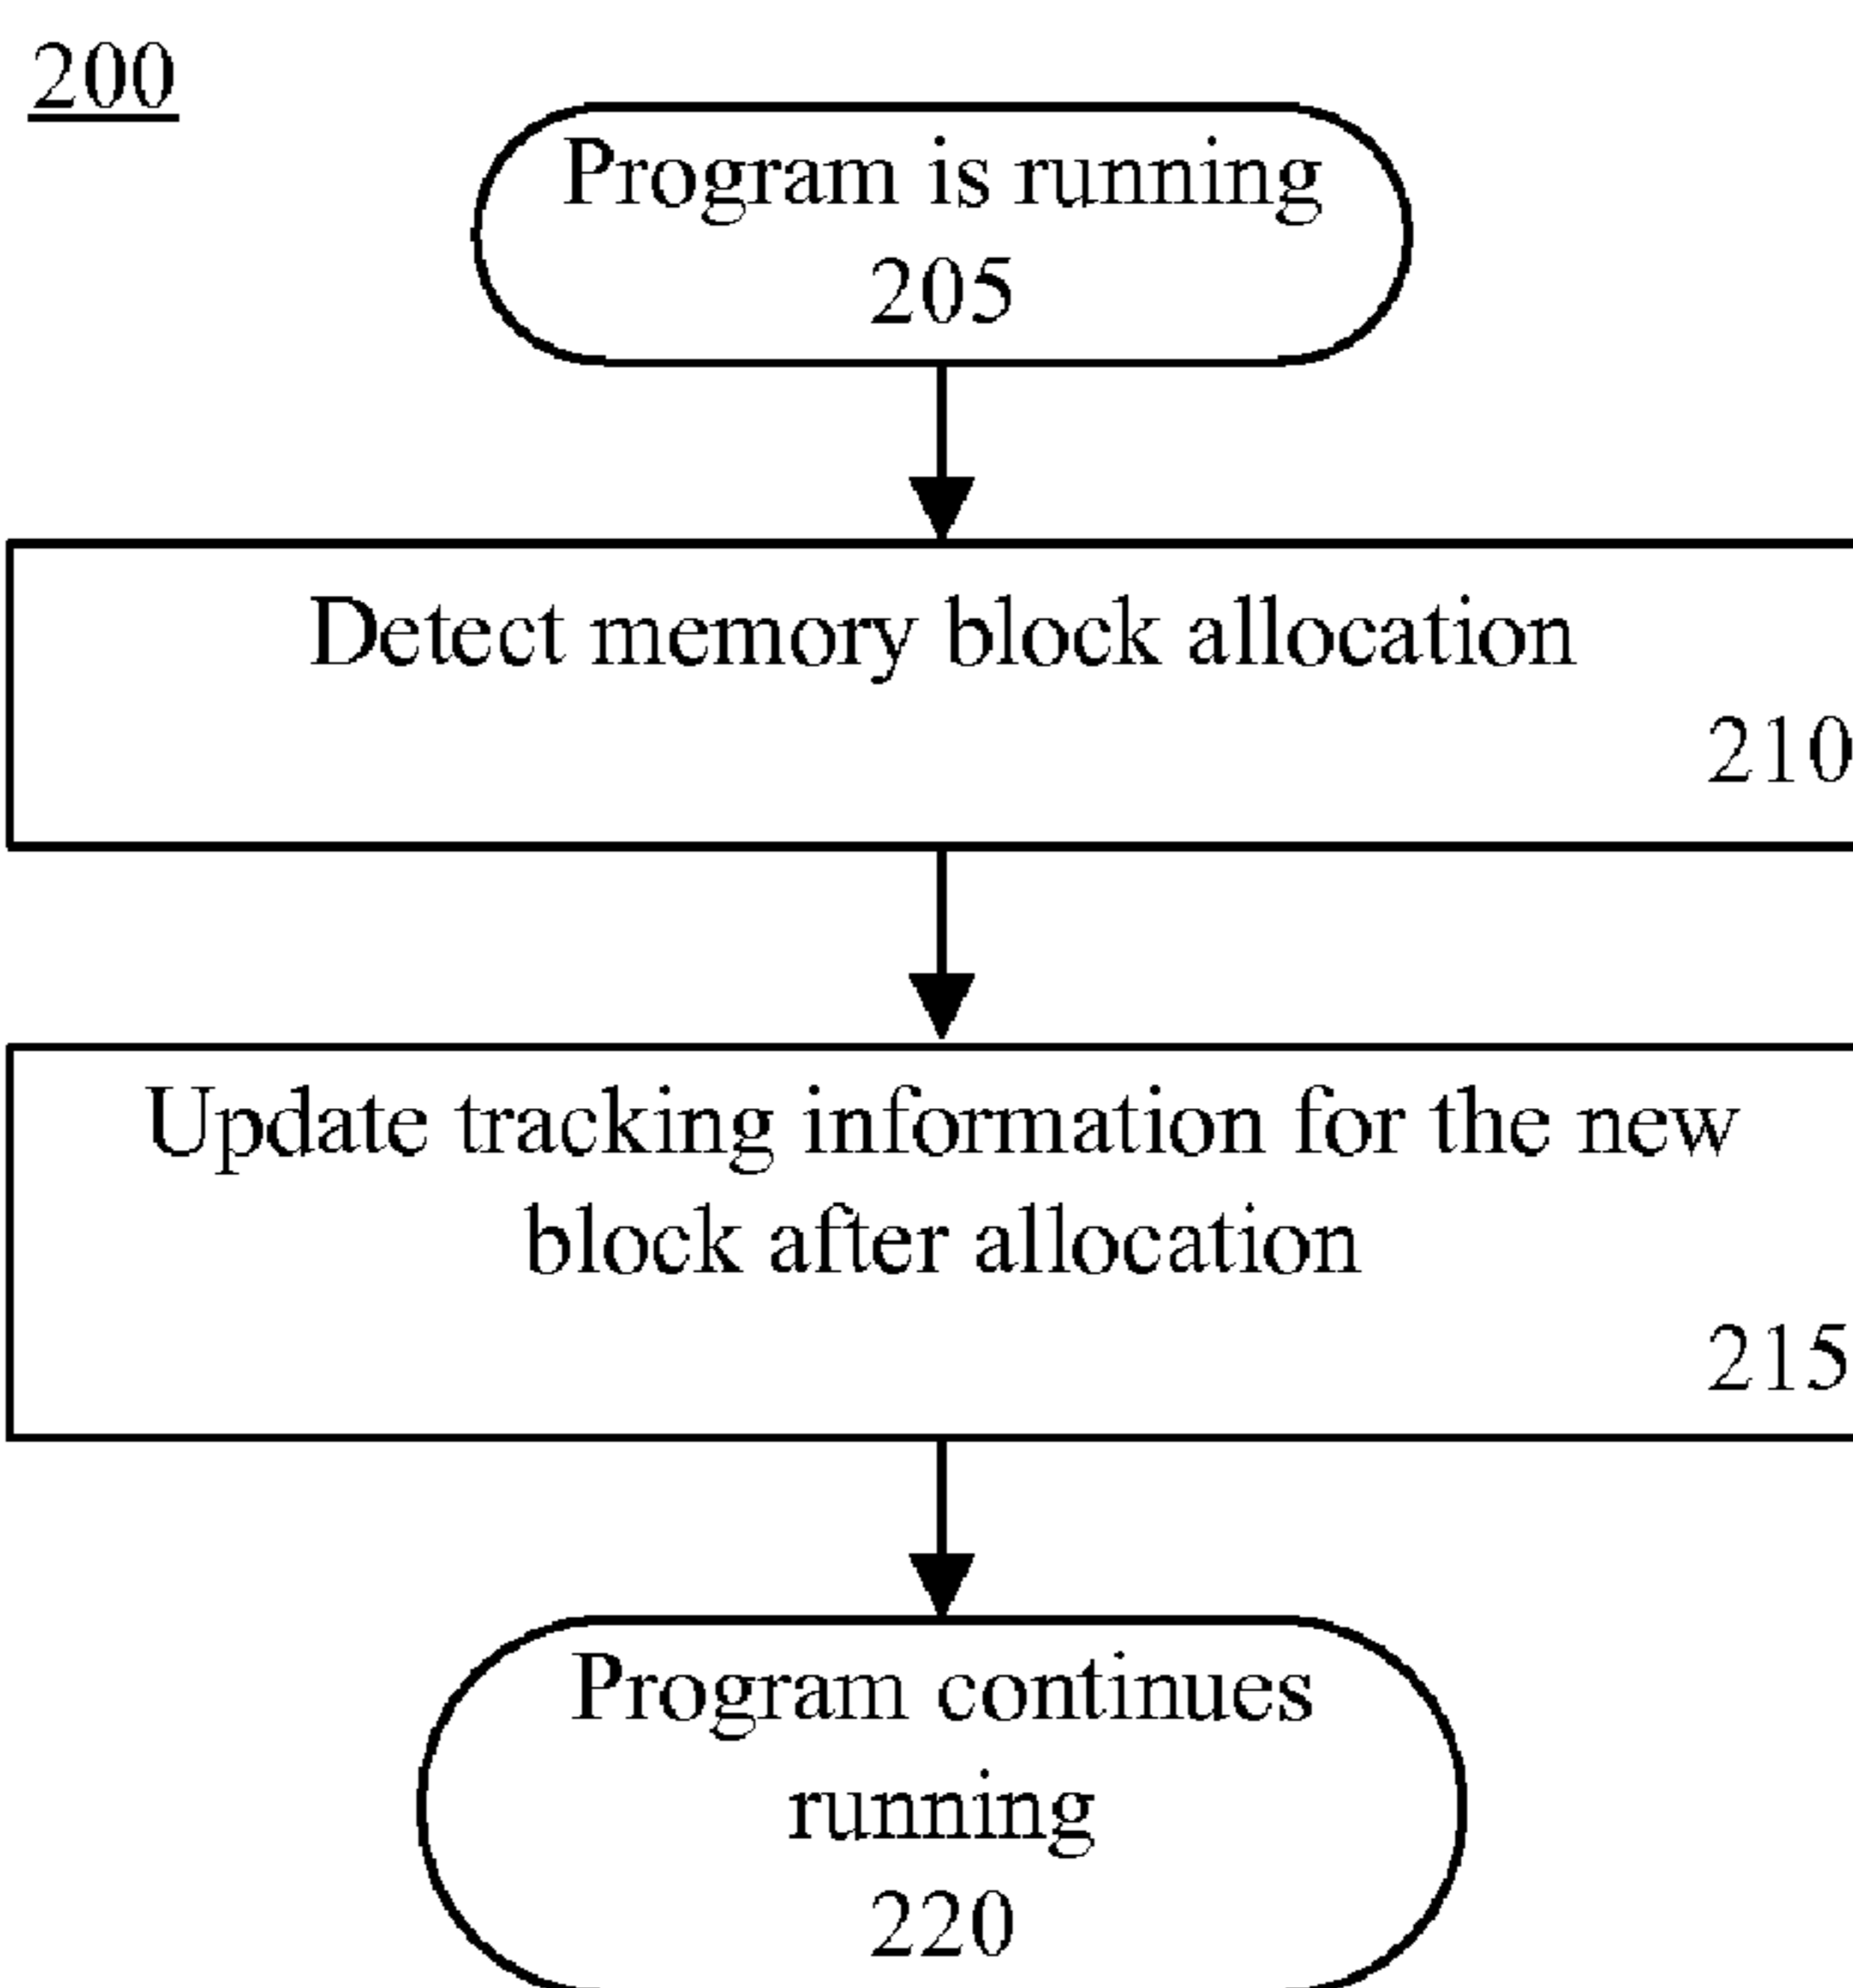 200
Program is running
205
Detect memory block allocation
210
Update tracking information for the new
block after allocation
215
Program continues
running
220